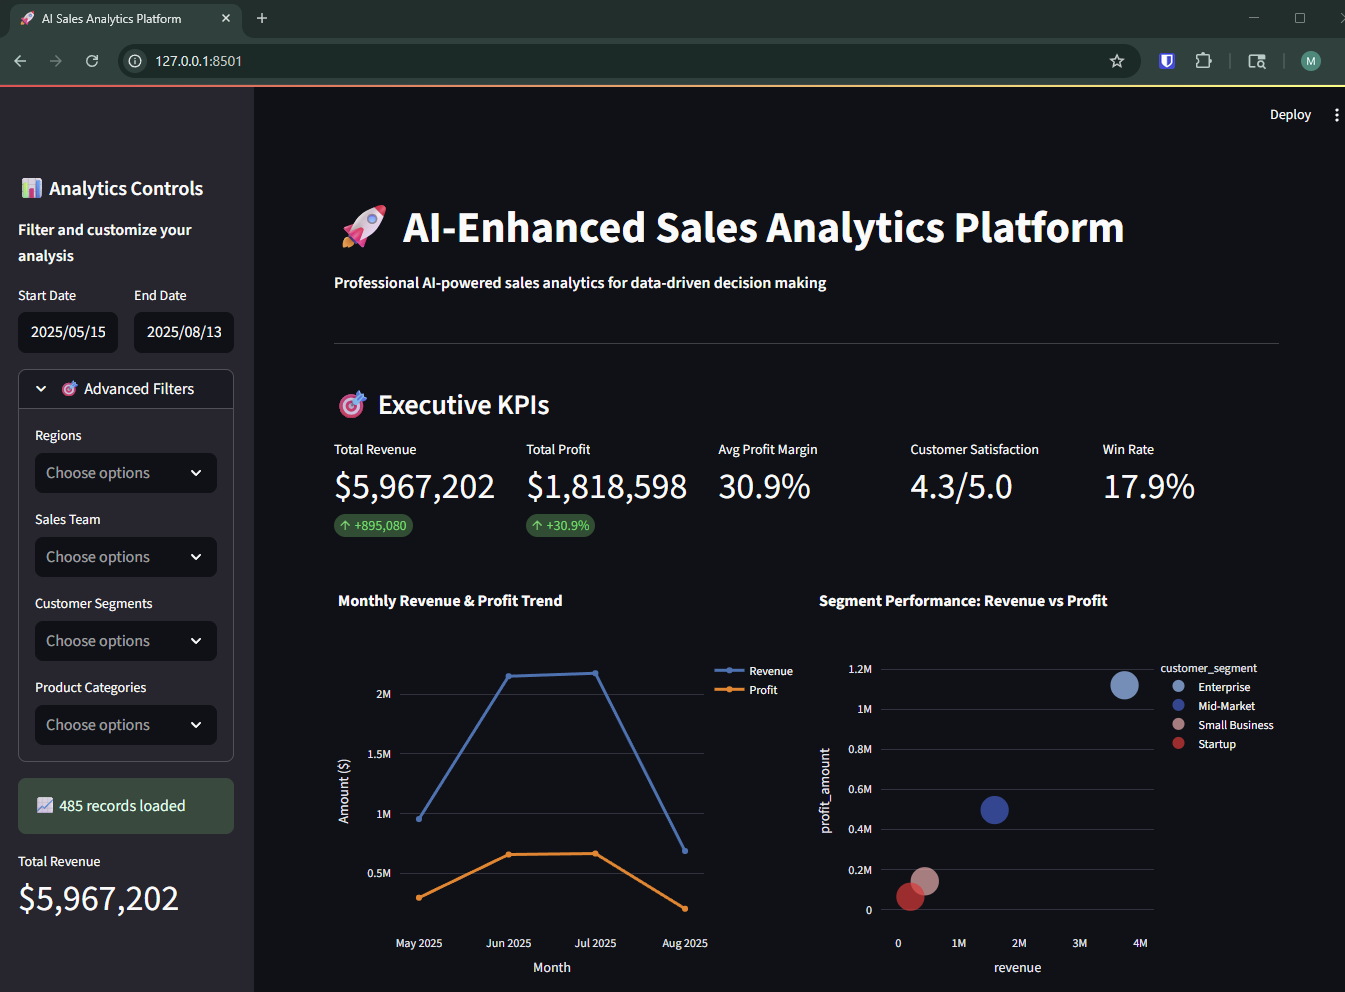 AI Sales Analytics Platform
127.0.0.1:8501
M
Deploy
Analytics Controls
Filter and customize your
analysis
Start Date
End Date
2025/05/15
2025/08/13
Advanced Filters
Regions
Choose options
Sales Team
Choose options
Customer Segments
Choose options
Product Categories
Choose options
485 records loaded
Total Revenue
$5,967,202
AI-Enhanced Sales Analytics Platform
Professional AI-powered sales analytics for data-driven decision making
Executive KPIs
Total Revenue
$5,967,202
↑ +895,080
Total Profit
$1,818,598
↑ +30.9%
Avg Profit Margin
30.9%
Customer Satisfaction
4.3/5.0
Win Rate
17.9%
Monthly Revenue & Profit Trend
Revenue
Profit
2M
1.5M
1M
0.5M
Amount ($)
May 2025
Jun 2025
Jul 2025
Aug 2025
Month
Segment Performance: Revenue vs Profit
customer_segment
Enterprise
Mid-Market
Small Business
Startup
1.2M
1M
0.8M
0.6M
0.4M
0.2M
0
profit_amount
0
1M
2M
3M
4M
revenue